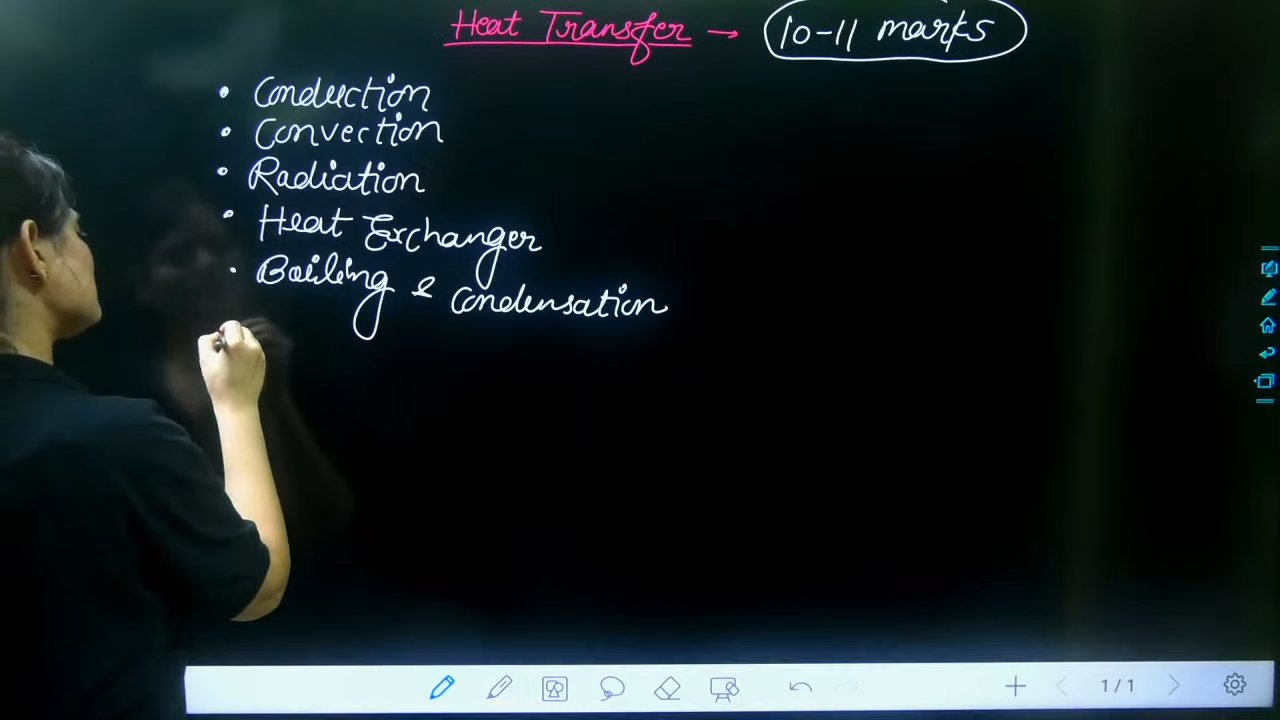 Heat Transfer → 10-11 marks
• Conduction
• Convection
• Radiation
• Heat Exchanger
• Boiling & Condensation
1/1